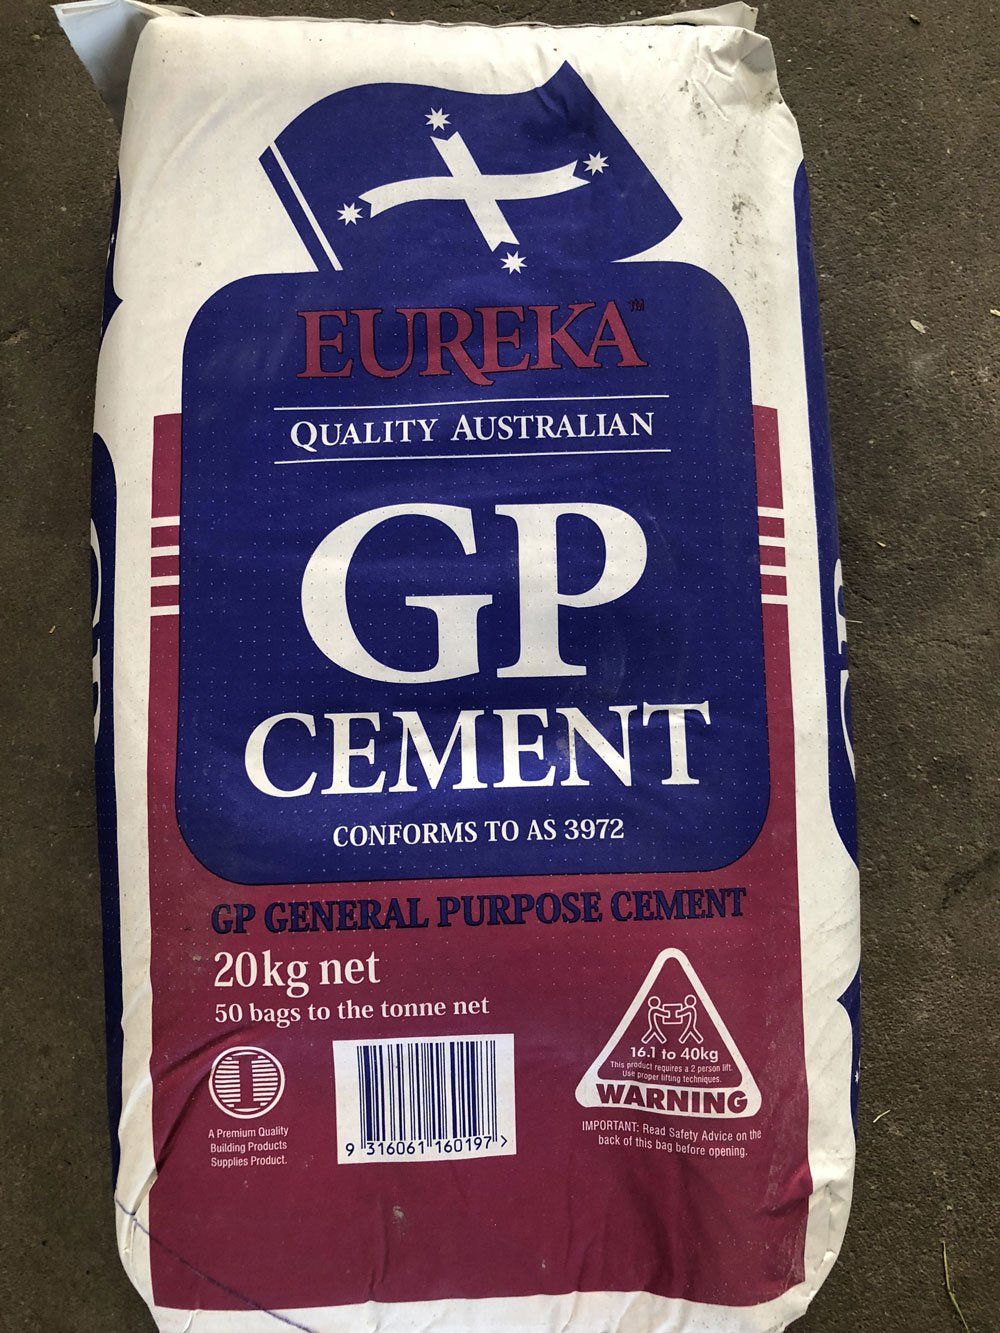 EUREKA™
QUALITY AUSTRALIAN
GP
CEMENT
CONFORMS TO AS 3972
GP GENERAL PURPOSE CEMENT
20kg net
50 bags to the tonne net
A Premium Quality
Building Products
Supplies Product.
9 316061 160197 >
16.1 to 40kg
This product requires a 2 person lift.
Use proper lifting techniques.
WARNING
IMPORTANT: Read Safety Advice on the
back of this bag before opening.